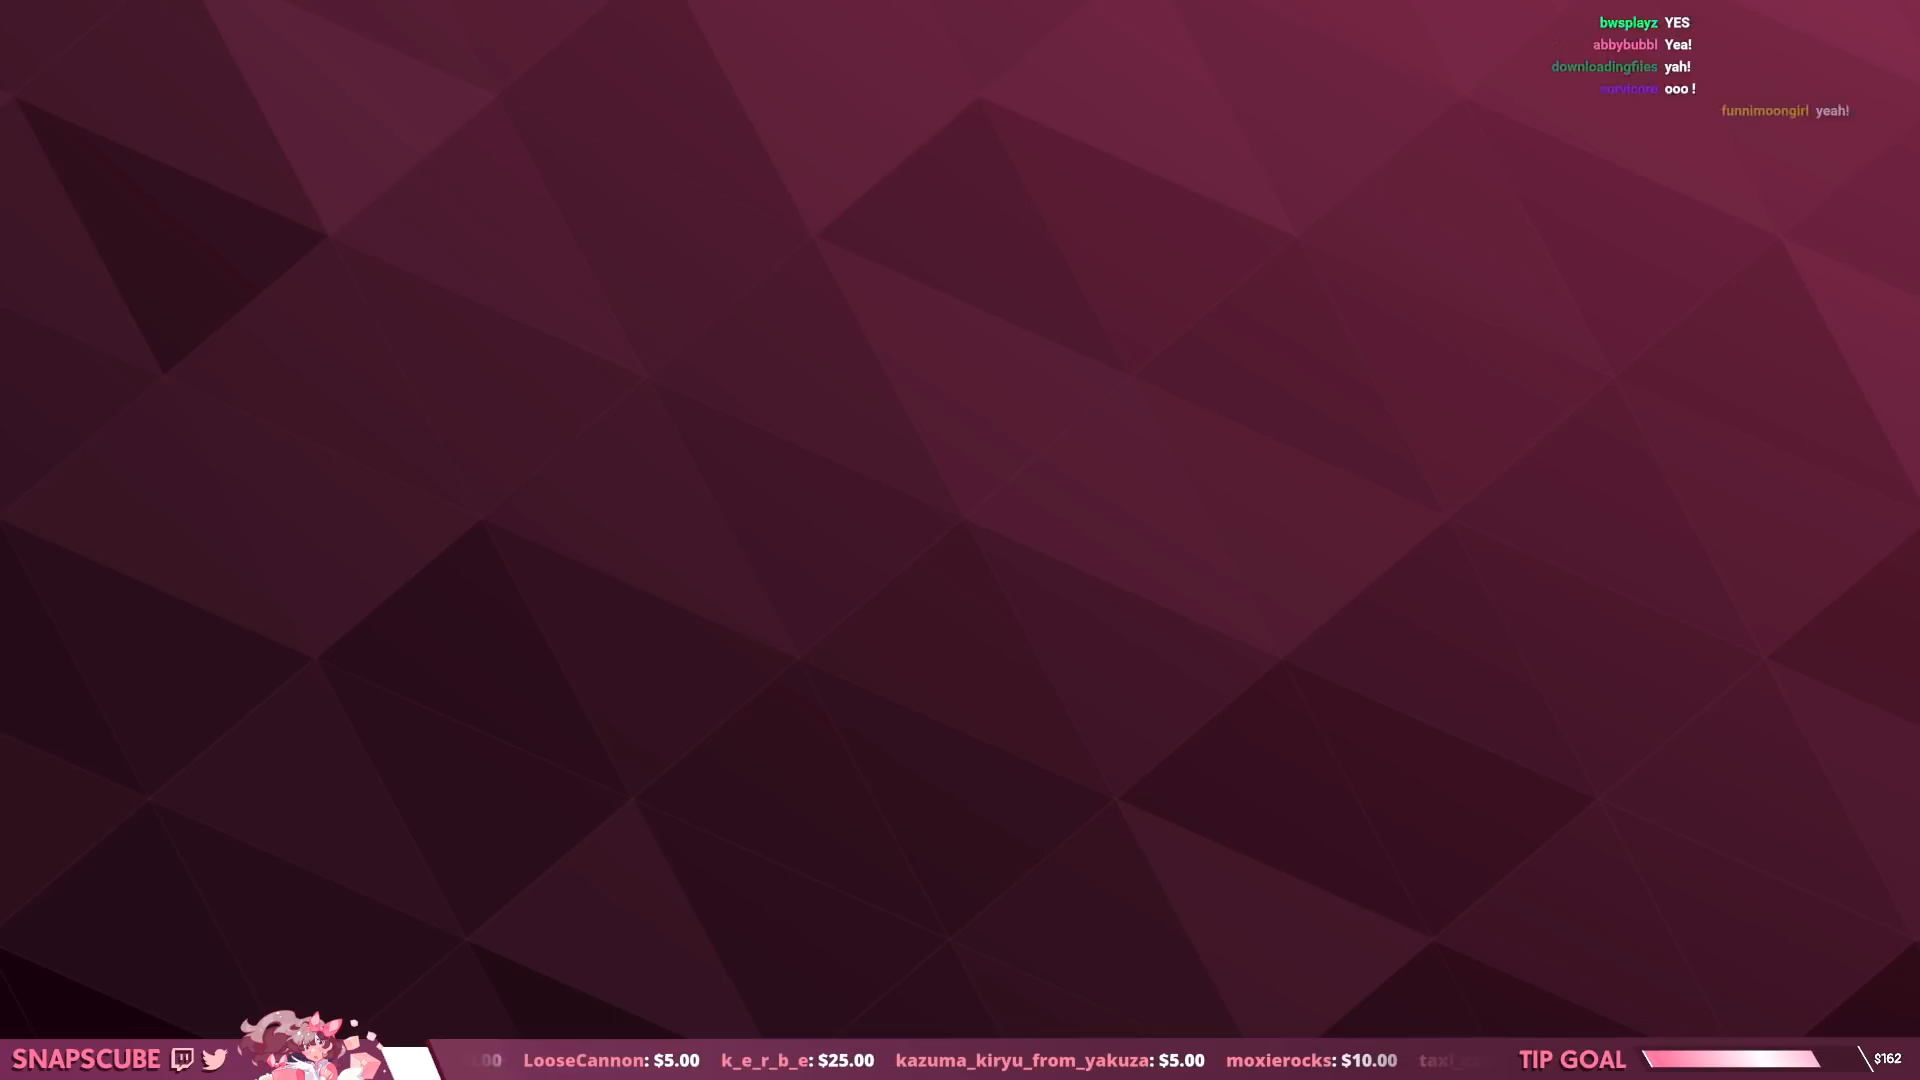 bwsplayz YES
abbybubbl Yea!
downloadingfiles yah!
ooo !
funnimoongirl yeah!
SNAPSCUBE
.00 LooseCannon: $5.00 k_e_r_b_e: $25.00 kazuma_kiryu_from_yakuza: $5.00 moxierocks: $10.00
TIP GOAL
$162